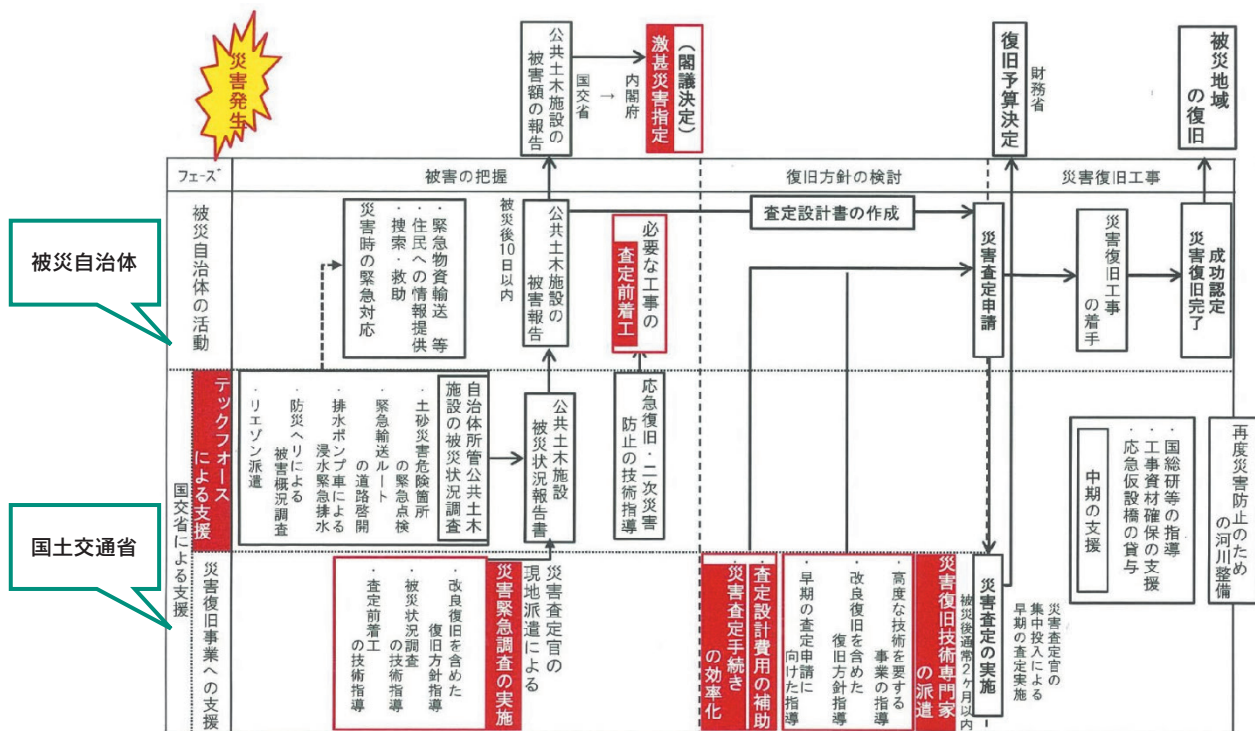 災害発生
公共土木施設の
被害額の報告
国交省 → 内閣府
激甚災害指定
（閣議決定）
復旧予算決定
財務省
被災地域
の復旧
フェーズ
被害の把握
復旧方針の検討
災害復旧工事
被災自治体
被災自治体の活動
災害時の緊急対応
・捜索・救助
・住民への情報提供
・緊急物資輸送 等
被災後10日以内
公共土木施設の
被害報告
必要な工事の
査定前着工
査定設計書の作成
災害査定申請
災害復旧工事
の着手
成功認定
災害復旧完了
国土交通省
国交省による支援
テックフォース
による支援
・リエゾン派遣
・防災ヘリによる
被害概況調査
・排水ポンプ車による
浸水緊急排水
・緊急輸送ルート
の道路啓開
・土砂災害危険箇所
の緊急点検
自治体所管公共土木
施設の被災状況調査
公共土木施設
被災状況報告書
応急復旧・二次災害
防止の技術指導
中期の支援
・国総研等の指導
・工事資材確保の支援
・応急仮設橋の貸与
再度災害防止のため
の河川整備
災害復旧事業への支援
災害査定官の
現地派遣による
災害緊急調査の実施
・改良復旧を含めた
復旧方針指導
・被災状況調査
の技術指導
・査定前着工
の技術指導
・査定設計費用の補助
・災害査定手続き
の効率化
災害復旧技術専門家
の派遣
・高度な技術を要する
事業の指導
・改良復旧を含めた
復旧方針指導
・早期の査定申請に
向けた指導
被災後通常2ヶ月以内
災害査定の実施
災害査定官の
集中投入による
早期の査定実施